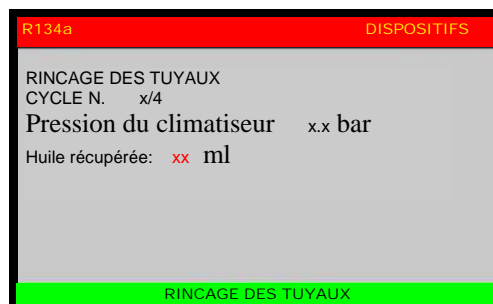 R134a DISPOSITIFS
RINCAGE DES TUYAUX
CYCLE N. x/4
Pression du climatiseur x.x bar
Huile récupérée: xx ml
RINCAGE DES TUYAUX